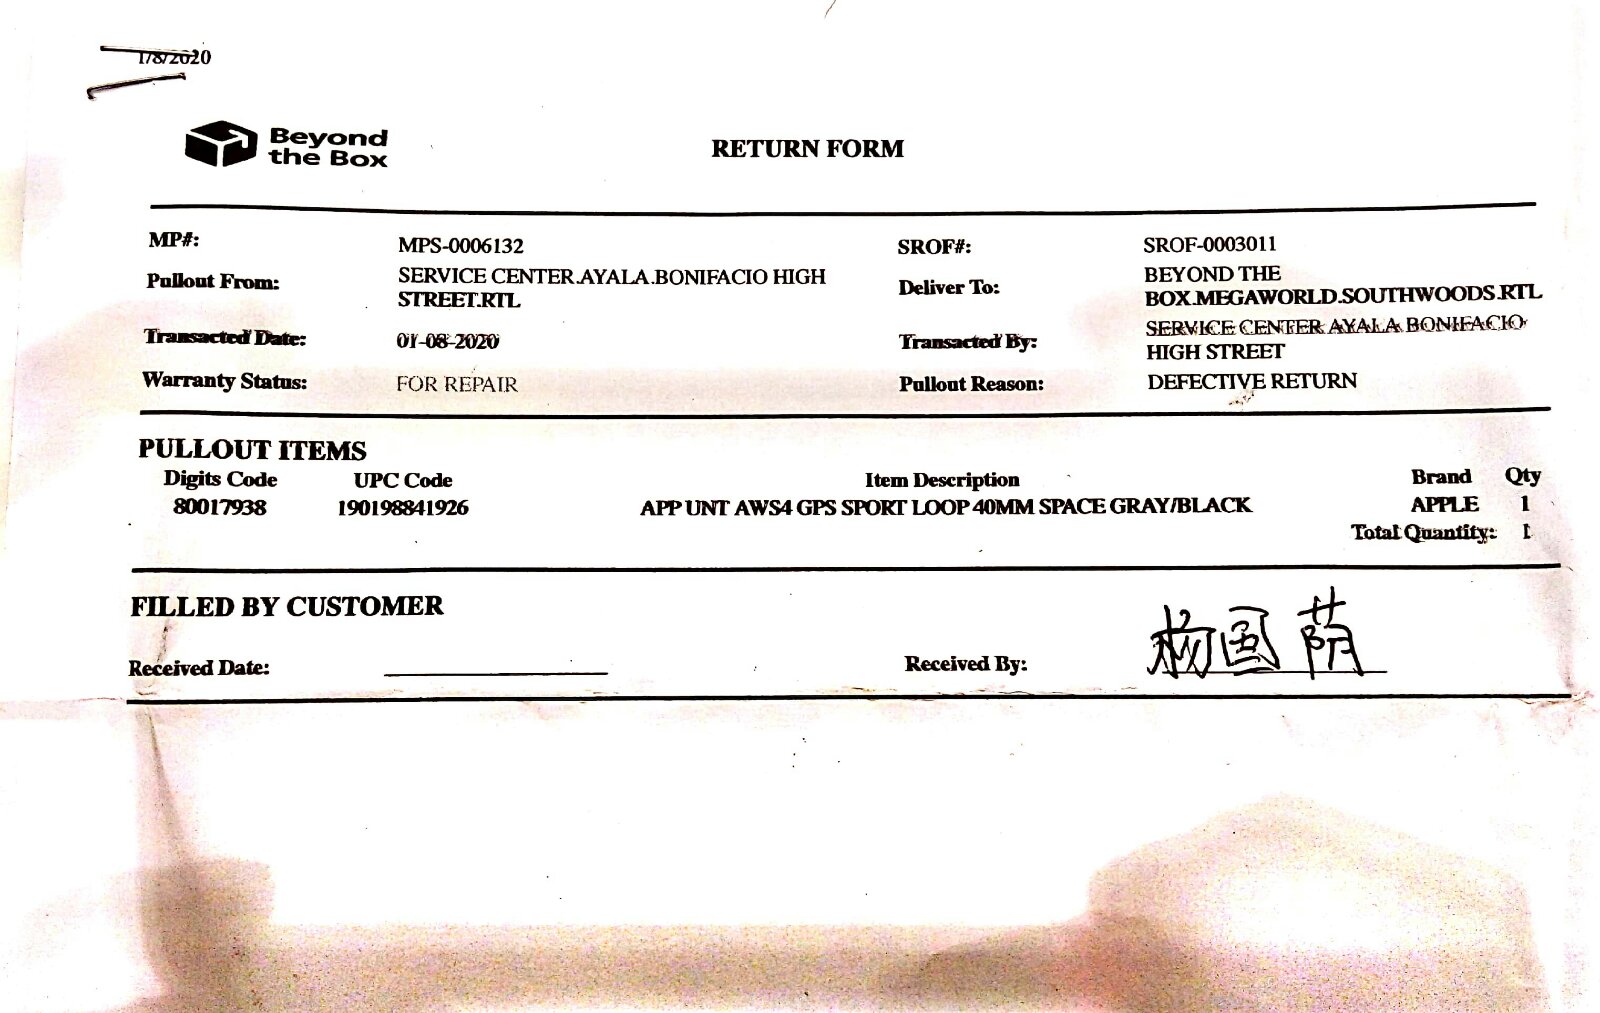 1/8/2020
Beyond
the Box
RETURN FORM
MP#: MPS-0006132 SROF#: SROF-0003011
Pullout From: SERVICE CENTER.AYALA.BONIFACIO HIGH
STREET.RTL
Deliver To: BEYOND THE
BOX.MEGAWORLD.SOUTHWOODS.RTL
Transacted Date: 01-08-2020
Transacted By: SERVICE CENTER AYALA BONIFACIO
HIGH STREET
Warranty Status: FOR REPAIR Pullout Reason: DEFECTIVE RETURN
PULLOUT ITEMS
Digits Code UPC Code Item Description Brand Qty
80017938 190198841926 APP UNT AWS4 GPS SPORT LOOP 40MM SPACE GRAY/BLACK APPLE 1
Total Quantity: 1
FILLED BY CUSTOMER
Received Date: Received By: 杨国荫